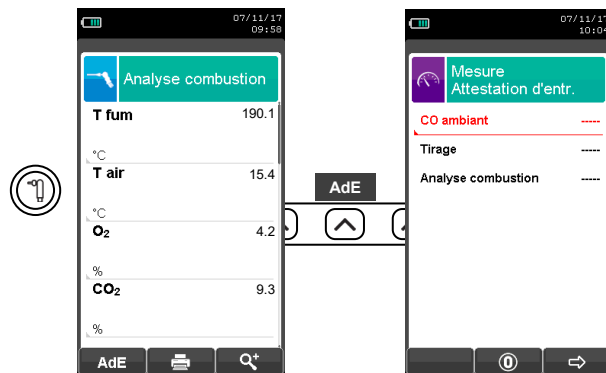 07/11/17
09:58
Analyse combustion
T fum 190.1
°C
T air 15.4
°C
O₂ 4.2
%
CO₂ 9.3
%
AdE
AdE
07/11/17
10:04
Mesure
Attestation d'entr.
CO ambiant -----
Tirage -----
Analyse combustion -----
0